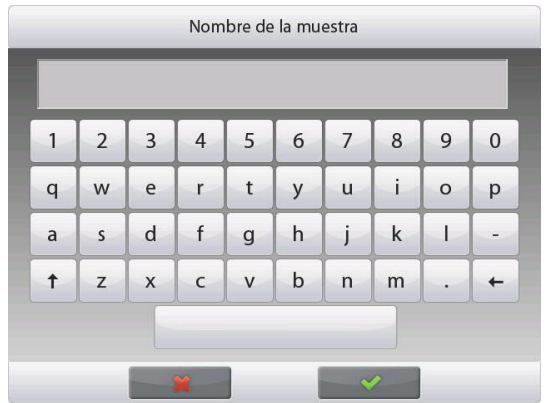 Nombre de la muestra
1 2 3 4 5 6 7 8 9 0
q w e r t y u i o p
a s d f g h j k l -
↑ z x c v b n m . ←